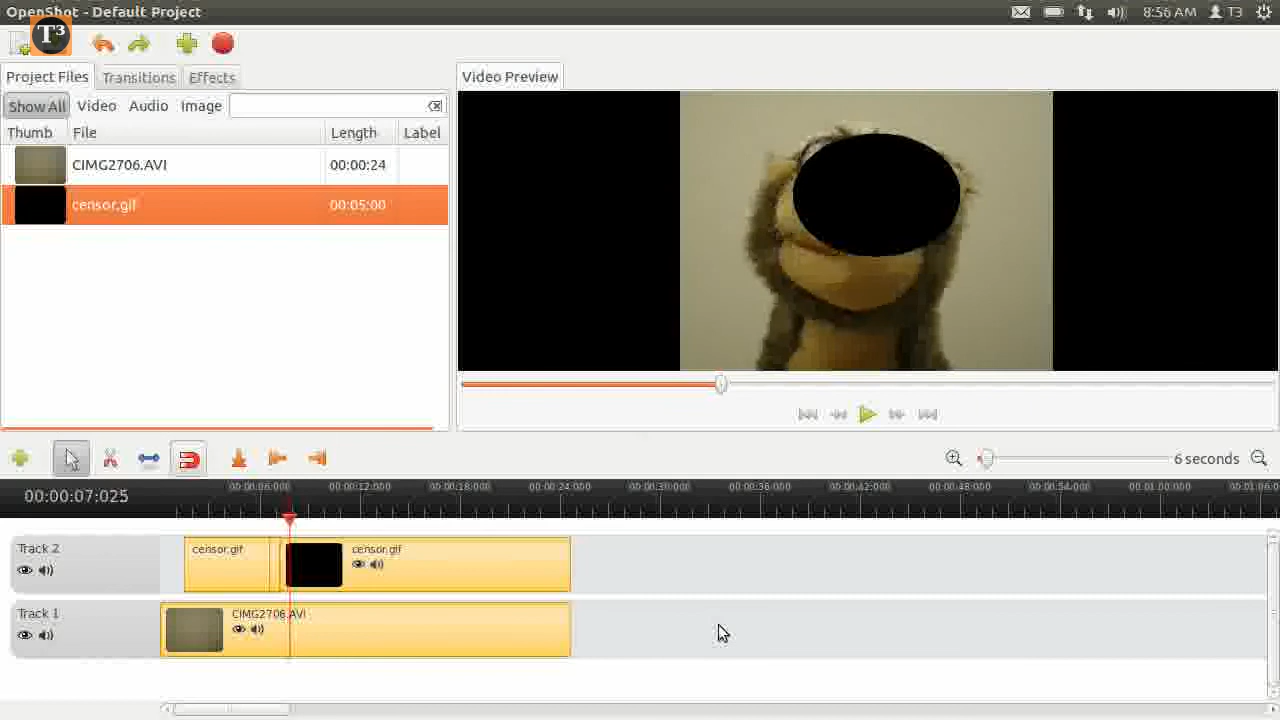 OpenShot - Default Project
8:56 AM T3
T³
Project Files Transitions Effects
Video Preview
Show All Video Audio Image
Thumb File Length Label
CIMG2706.AVI 00:00:24
censor.gif 00:05:00
6 seconds
00:00:07:025
00:00:06:000 00:00:12:000 00:00:18:000 00:00:24:000 00:00:30:000 00:00:36:000 00:00:42:000 00:00:48:000 00:00:54:000 00:01:00:000 00:01:06:0
Track 2
censor.gif
censor.gif
Track 1
CIMG2706.AVI